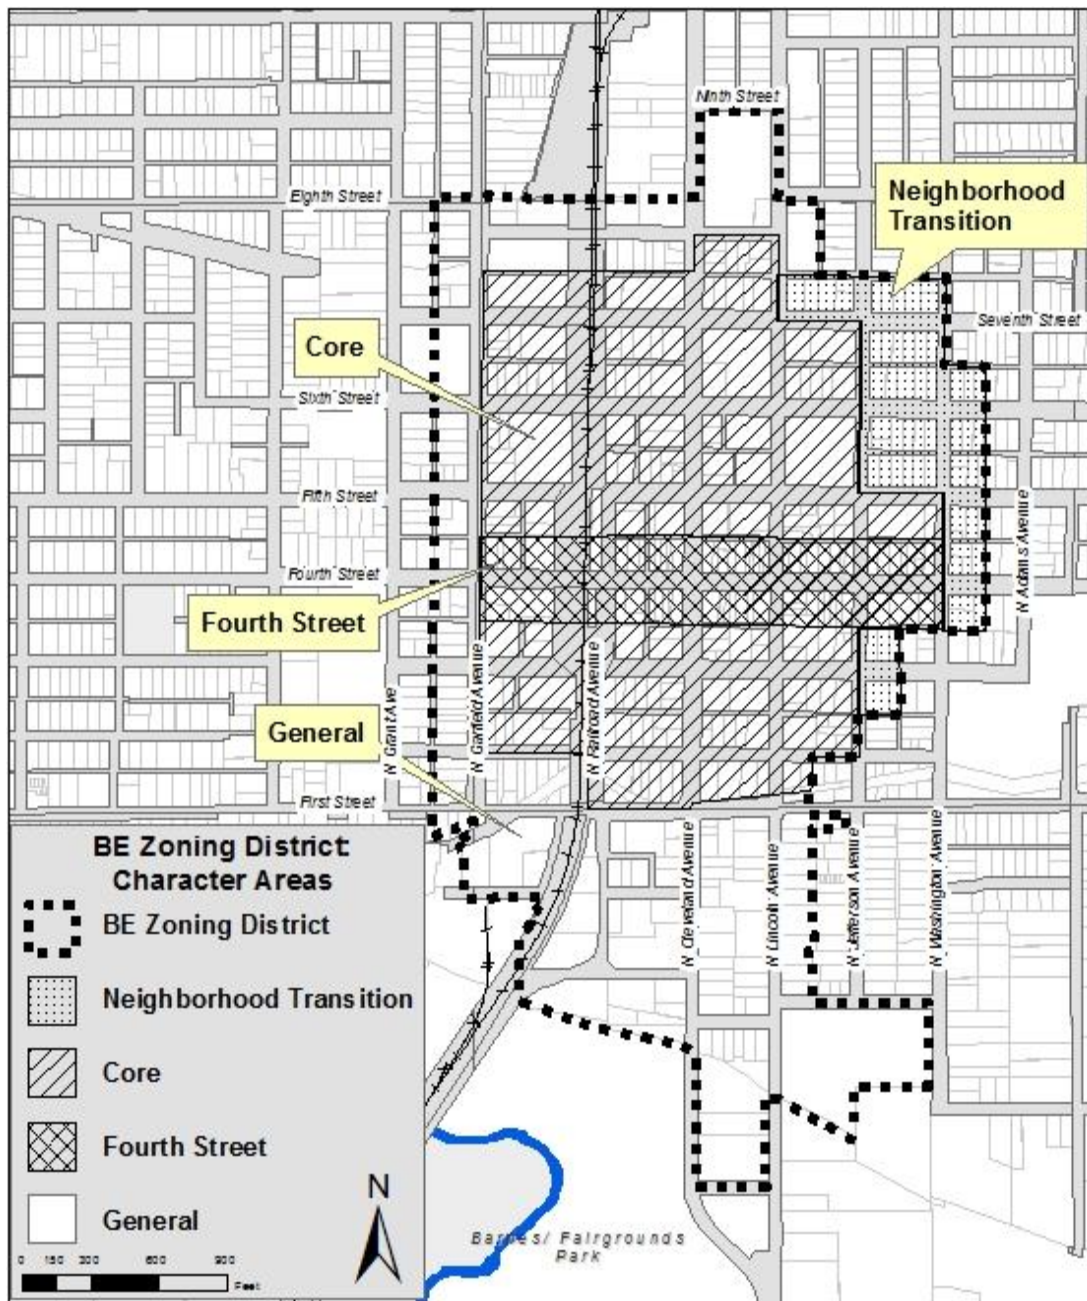 Ninth Street
Eighth Street
Neighborhood
Transition
Seventh Street
Core
Sixth Street
Fifth Street
Fourth Street
N Adams Avenue
Fourth Street
General
N Grant Ave
N Garfield Avenue
N Railroad Avenue
First Street
N Cleveland Avenue
N Lincoln Avenue
N Jefferson Avenue
N Washington Avenue
BE Zoning District:
Character Areas
BE Zoning District
Neighborhood Transition
Core
Fourth Street
General
N
0 150 300 600 900
Feet
Barnes/ Fairgrounds
Park